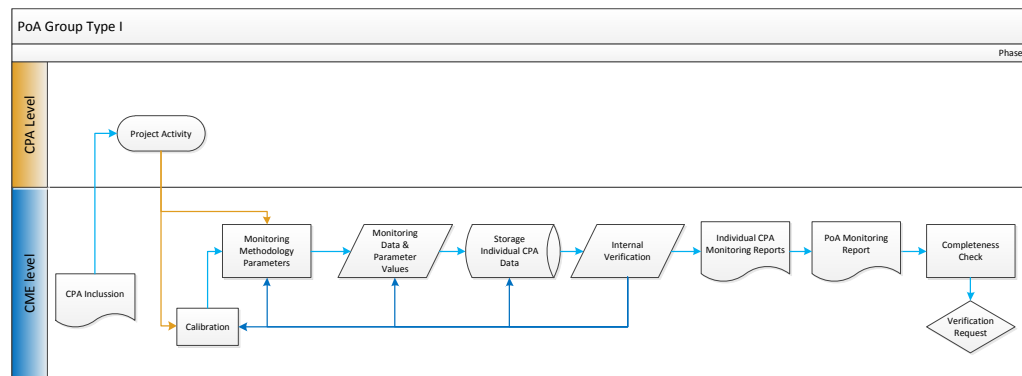 PoA Group Type I
Phase
CPA Level
Project Activity
CME level
CPA Inclussion
Calibration
Monitoring
Methodology
Parameters
Monitoring
Data &
Parameter
Values
Storage
Individual CPA
Data
Internal
Verification
Individual CPA
Monitoring Reports
PoA Monitoring
Report
Completeness
Check
Verification
Request